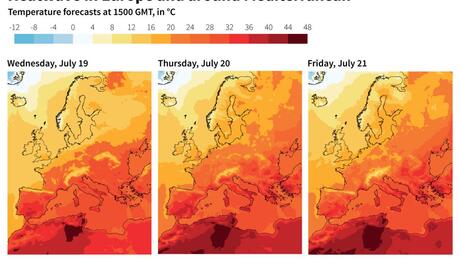 Temperature forecasts at 1500 GMT, in °C
-12 -8 -4 0 4 8 12 16 20 24 28 32 36 40 44 48
Wednesday, July 19 Thursday, July 20 Friday, July 21